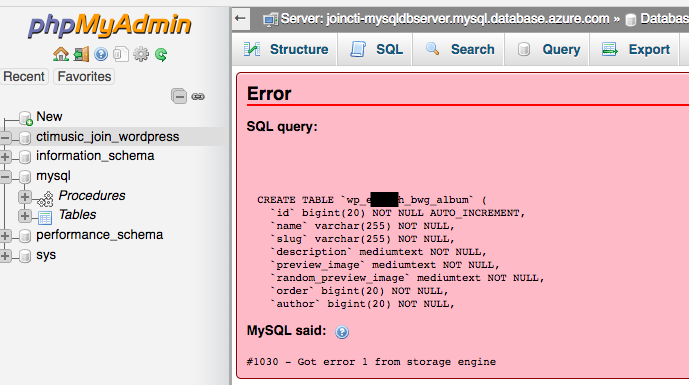 phpMyAdmin
Recent Favorites
New
ctimusic_join_wordpress
information_schema
mysql
Procedures
Tables
performance_schema
sys
Server: joincti-mysqldbserver.mysql.database.azure.com » Databas
Structure SQL Search Query Export
Error
SQL query:
CREATE TABLE `wp_e h_bwg_album` (
`id` bigint(20) NOT NULL AUTO_INCREMENT,
`name` varchar(255) NOT NULL,
`slug` varchar(255) NOT NULL,
`description` mediumtext NOT NULL,
`preview_image` mediumtext NOT NULL,
`random_preview_image` mediumtext NOT NULL,
`order` bigint(20) NOT NULL,
`author` bigint(20) NOT NULL,
MySQL said:
#1030 - Got error 1 from storage engine